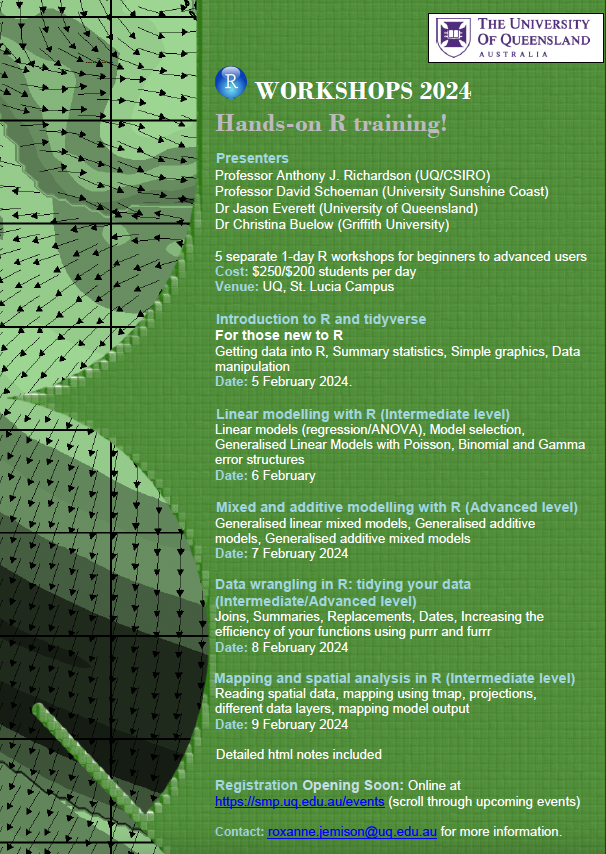 THE UNIVERSITY
OF QUEENSLAND
AUSTRALIA
R WORKSHOPS 2024
Hands-on R training!
Presenters
Professor Anthony J. Richardson (UQ/CSIRO)
Professor David Schoeman (University Sunshine Coast)
Dr Jason Everett (University of Queensland)
Dr Christina Buelow (Griffith University)
5 separate 1-day R workshops for beginners to advanced users
Cost: $250/$200 students per day
Venue: UQ, St. Lucia Campus
Introduction to R and tidyverse
For those new to R
Getting data into R, Summary statistics, Simple graphics, Data
manipulation
Date: 5 February 2024.
Linear modelling with R (Intermediate level)
Linear models (regression/ANOVA), Model selection,
Generalised Linear Models with Poisson, Binomial and Gamma
error structures
Date: 6 February
Mixed and additive modelling with R (Advanced level)
Generalised linear mixed models, Generalised additive
models, Generalised additive mixed models
Date: 7 February 2024
Data wrangling in R: tidying your data
(Intermediate/Advanced level)
Joins, Summaries, Replacements, Dates, Increasing the
efficiency of your functions using purrr and furrr
Date: 8 February 2024
Mapping and spatial analysis in R (Intermediate level)
Reading spatial data, mapping using tmap, projections,
different data layers, mapping model output
Date: 9 February 2024
Detailed html notes included
Registration Opening Soon: Online at
https://smp.uq.edu.au/events (scroll through upcoming events)
Contact: roxanne.jemison@uq.edu.au for more information.